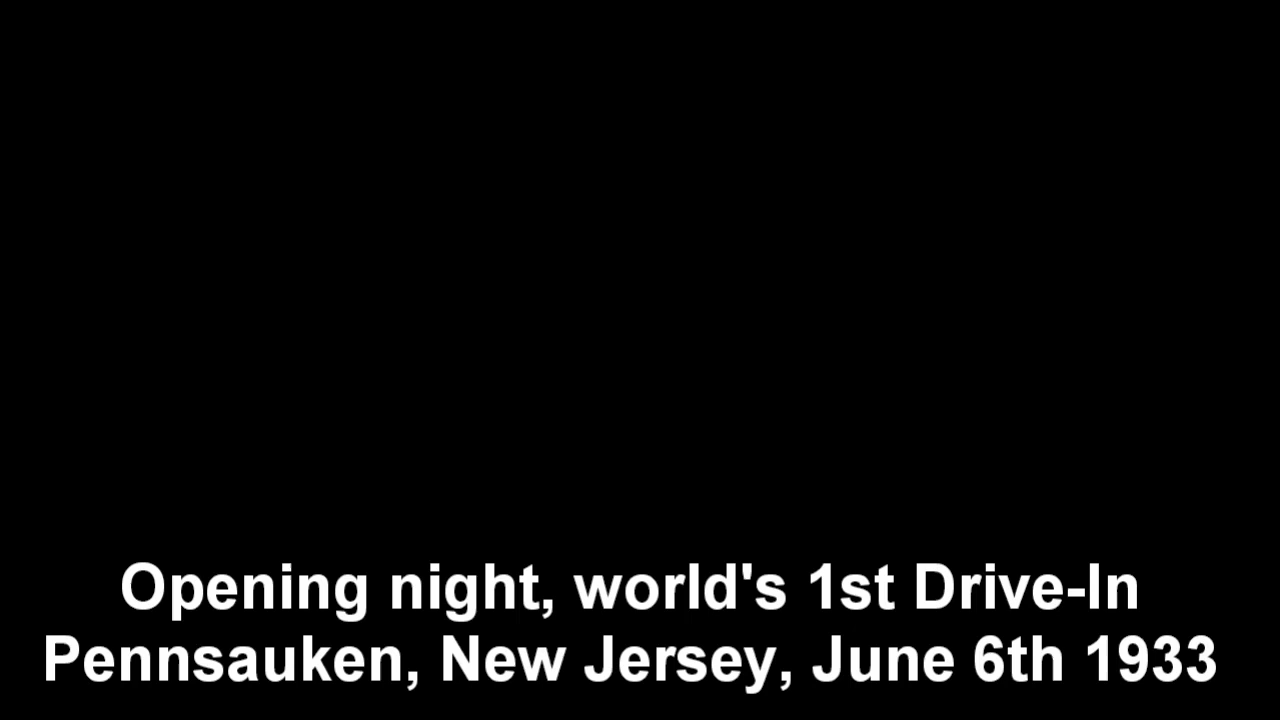 Opening night, world's 1st Drive-In
Pennsauken, New Jersey, June 6th 1933